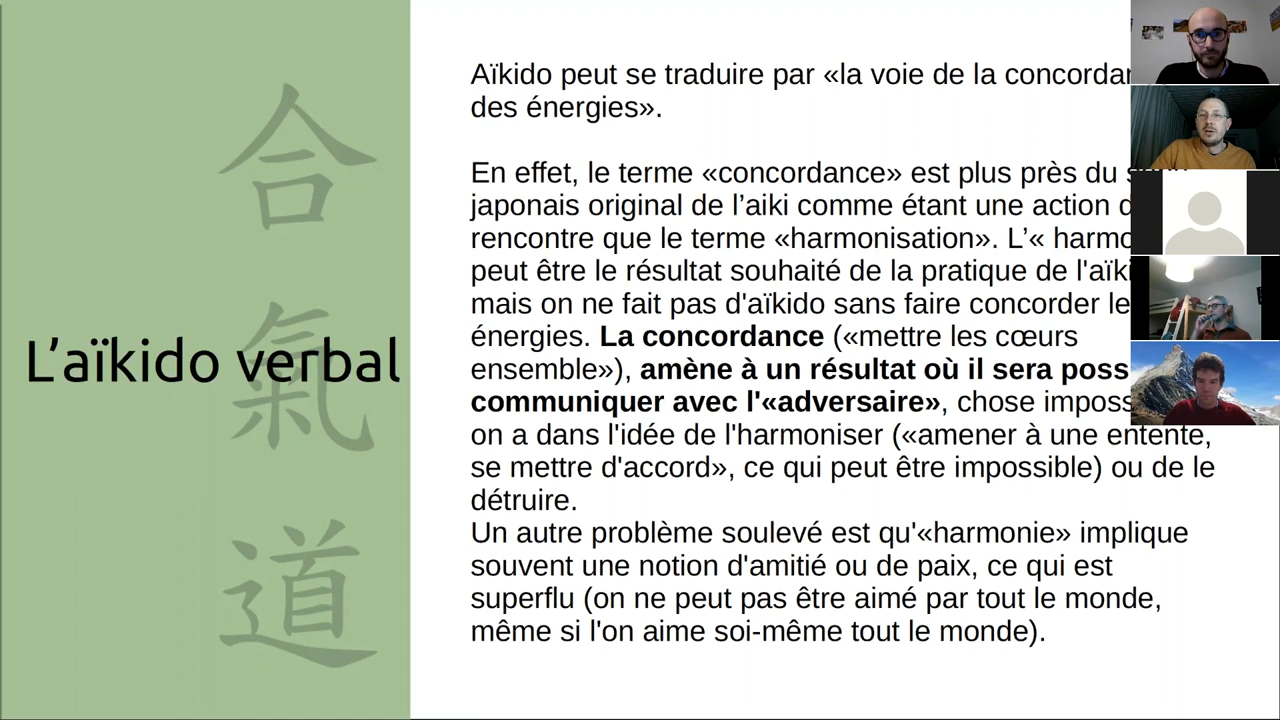 合
氣
道
L’aïkido verbal
Aïkido peut se traduire par «la voie de la
des énergies».
En effet, le terme «concordance» est plus près du
japonais original de l’aiki comme étant une action
rencontre que le terme «harmonisation». L’«
peut être le résultat souhaité de la pratique de
mais on ne fait pas d'aïkido sans faire concorder
énergies. La concordance («mettre les cœurs
ensemble»), amène à un résultat où il sera
communiquer avec l'«adversaire», chose
on a dans l'idée de l'harmoniser («amener à une entente,
se mettre d'accord», ce qui peut être impossible) ou de le
détruire.
Un autre problème soulevé est qu'«harmonie» implique
souvent une notion d'amitié ou de paix, ce qui est
superflu (on ne peut pas être aimé par tout le monde,
même si l'on aime soi-même tout le monde).